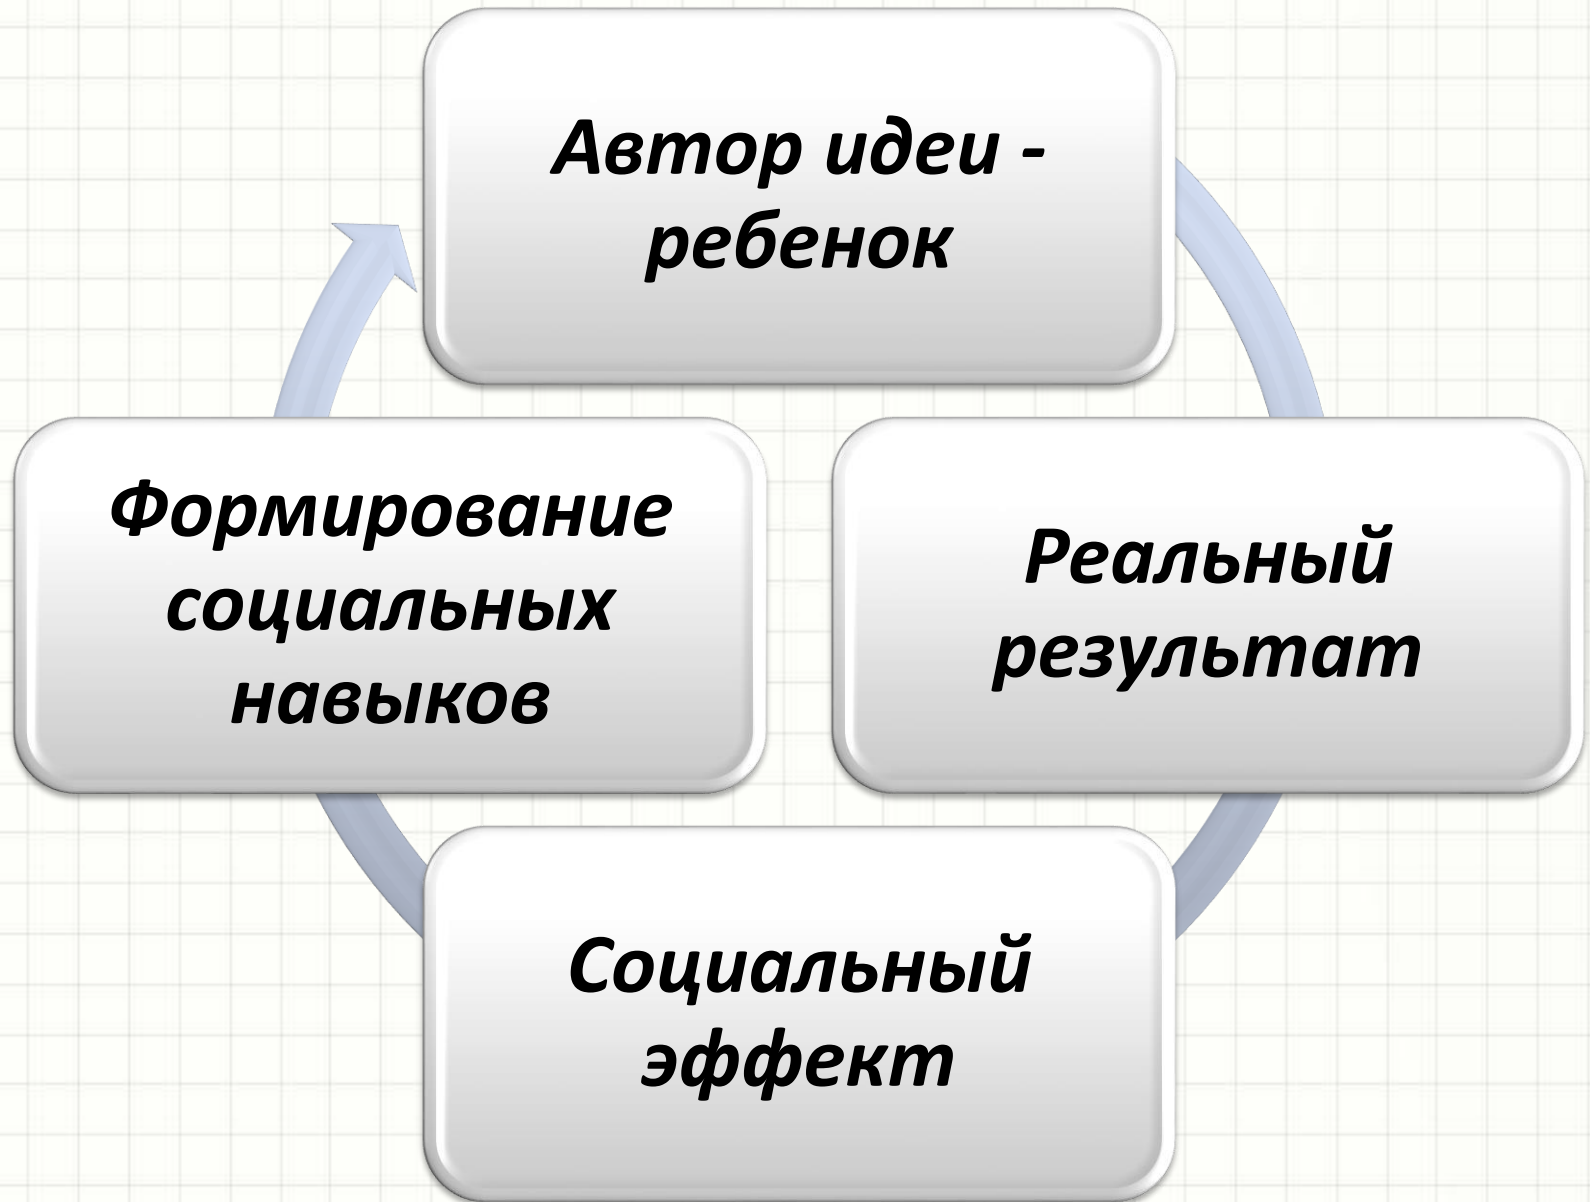 Автор идеи -
ребенок
Реальный
результат
Социальный
эффект
Формирование
социальных
навыков